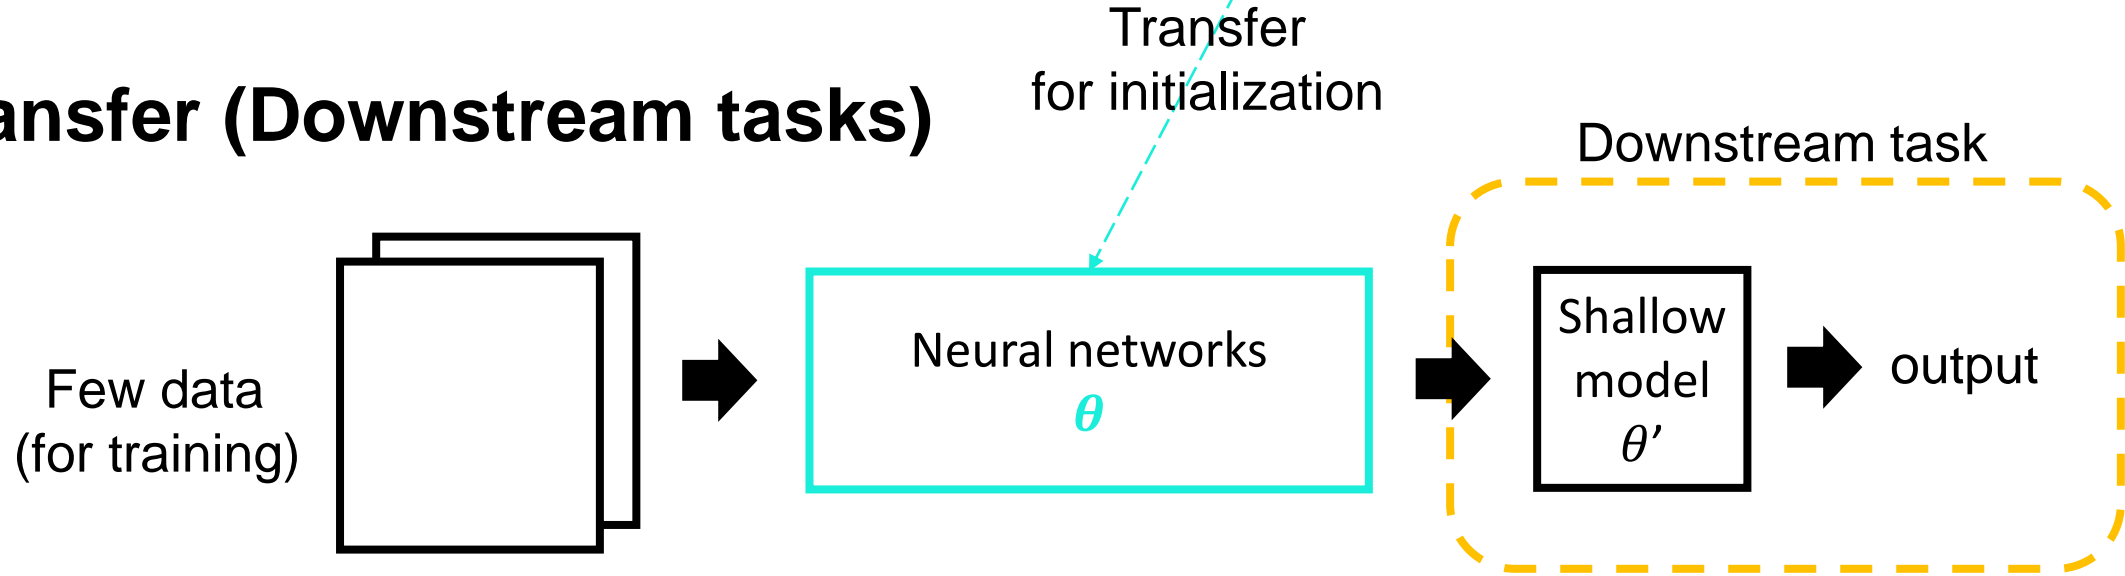 Transfer
for initialization
ansfer (Downstream tasks)
Downstream task
Few data
(for training)
Neural networks
θ
Shallow
model
θ’
output